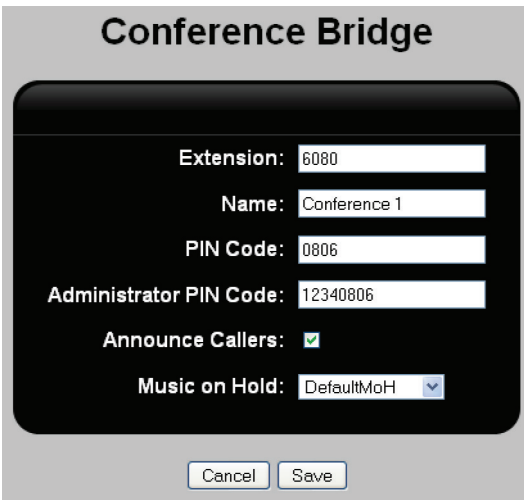 Conference Bridge
Extension: 6080
Name: Conference 1
PIN Code: 0806
Administrator PIN Code: 12340806
Announce Callers:
Music on Hold: DefaultMoH
Cancel Save